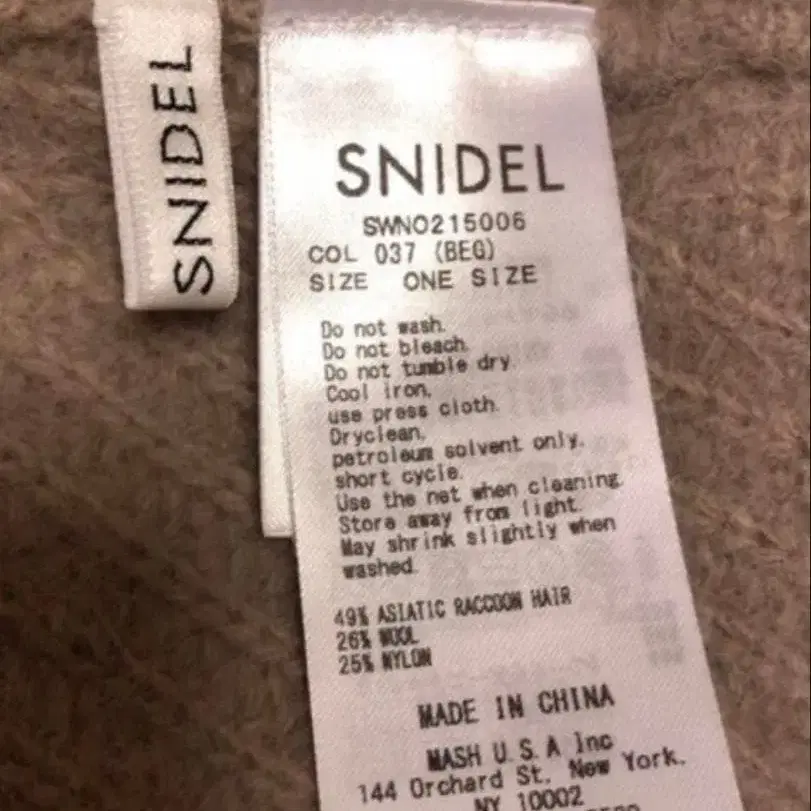 SNIDEL
SNIDEL
SWNO215006
COL 037 (BEG)
SIZE ONE SIZE
Do not wash.
Do not bleach.
Do not tumble dry.
Cool iron,
use press cloth.
Dryclean,
petroleum solvent only.
short cycle.
Use the net when cleaning.
Store away from light.
May shrink slightly when
washed.
49% ASIATIC RACCOON HAIR
26% WOOL
25% NYLON
MADE IN CHINA
MASH U.S.A Inc
144 Orchard St. New York.
NY 10002